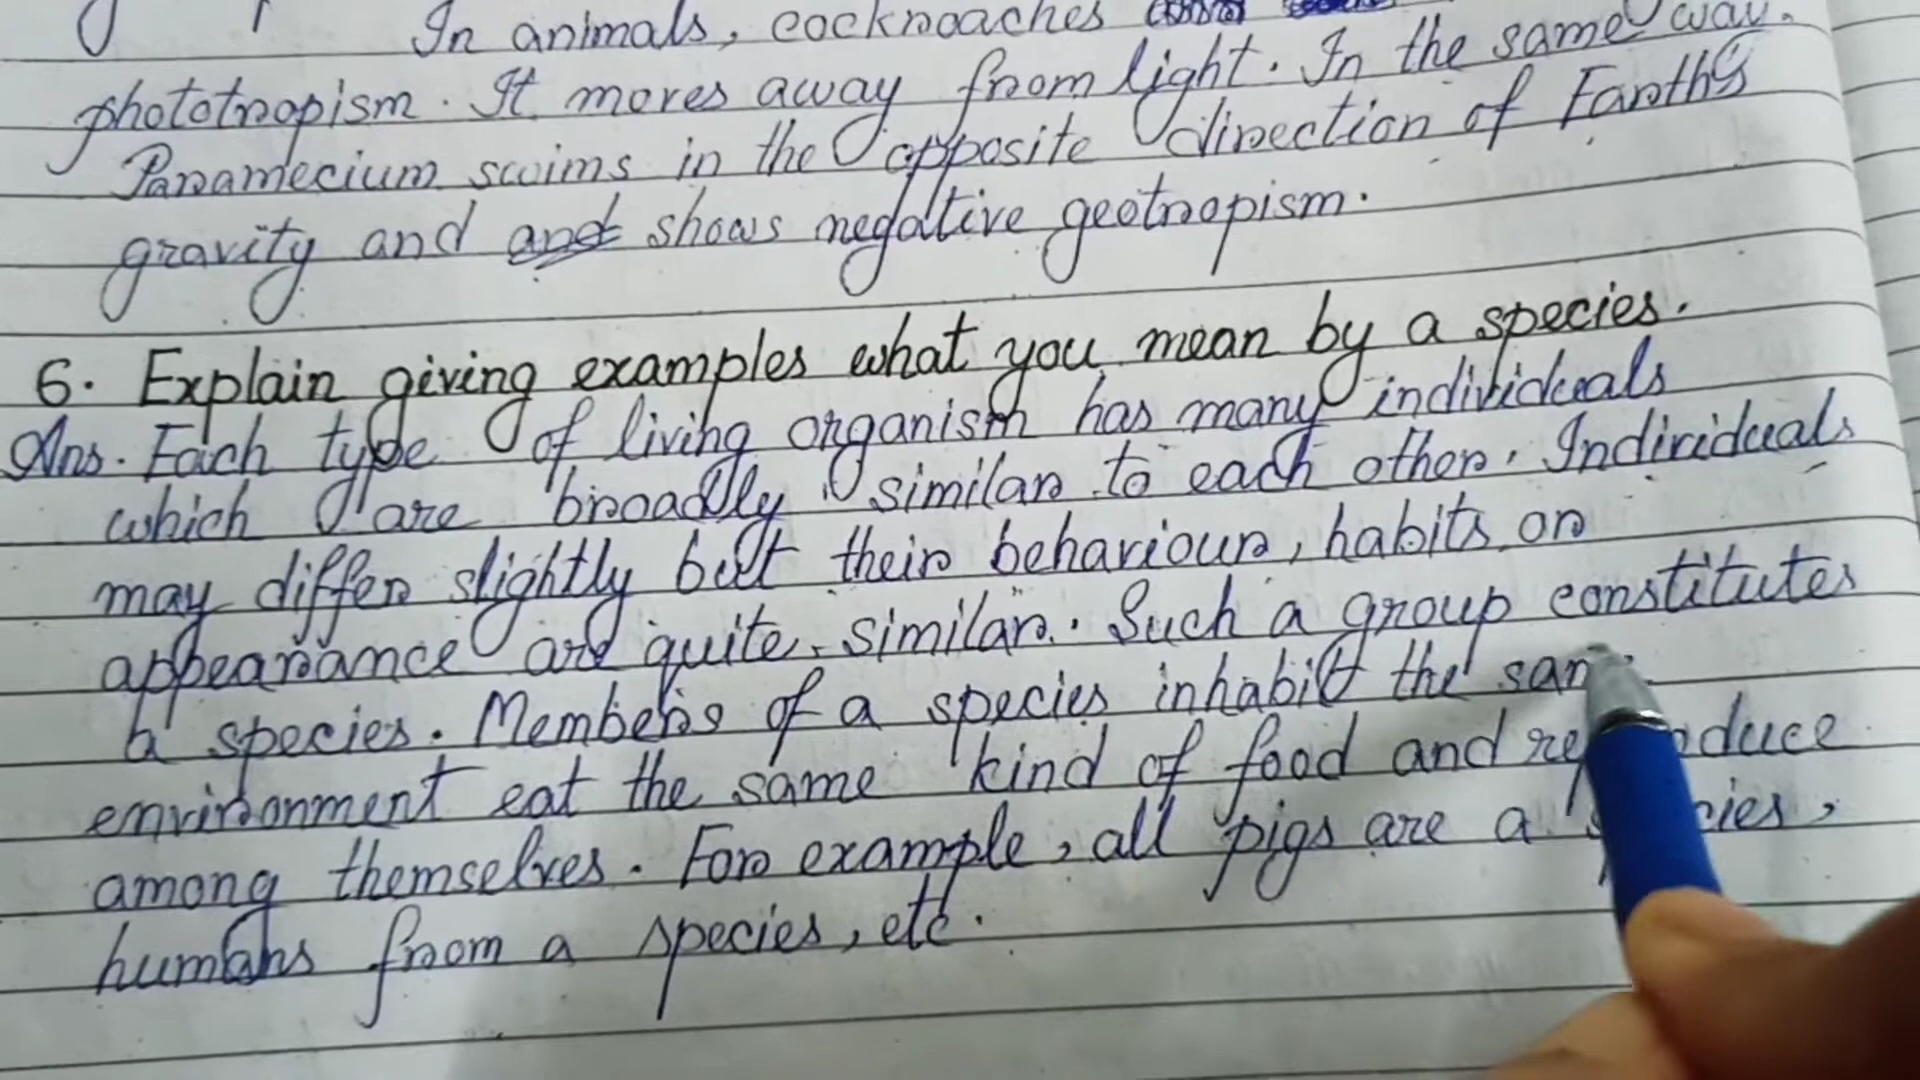 In animals, cockroaches
phototropism. It moves away from light. In the same way.
Paramecium swims in the opposite direction of Earth's
gravity and and shows negative geotropism.
6. Explain giving examples what you mean by a species.
Ans. Each type of living organism has many individuals
which are broadly similar to each other. Individuals
may differ slightly but their behaviour, habits or
appearance are quite similar. Such a group constitutes
a species. Members of a species inhabit the
environment eat the same kind of food and
among themselves. For example, all pigs are a
humans from a species, etc.